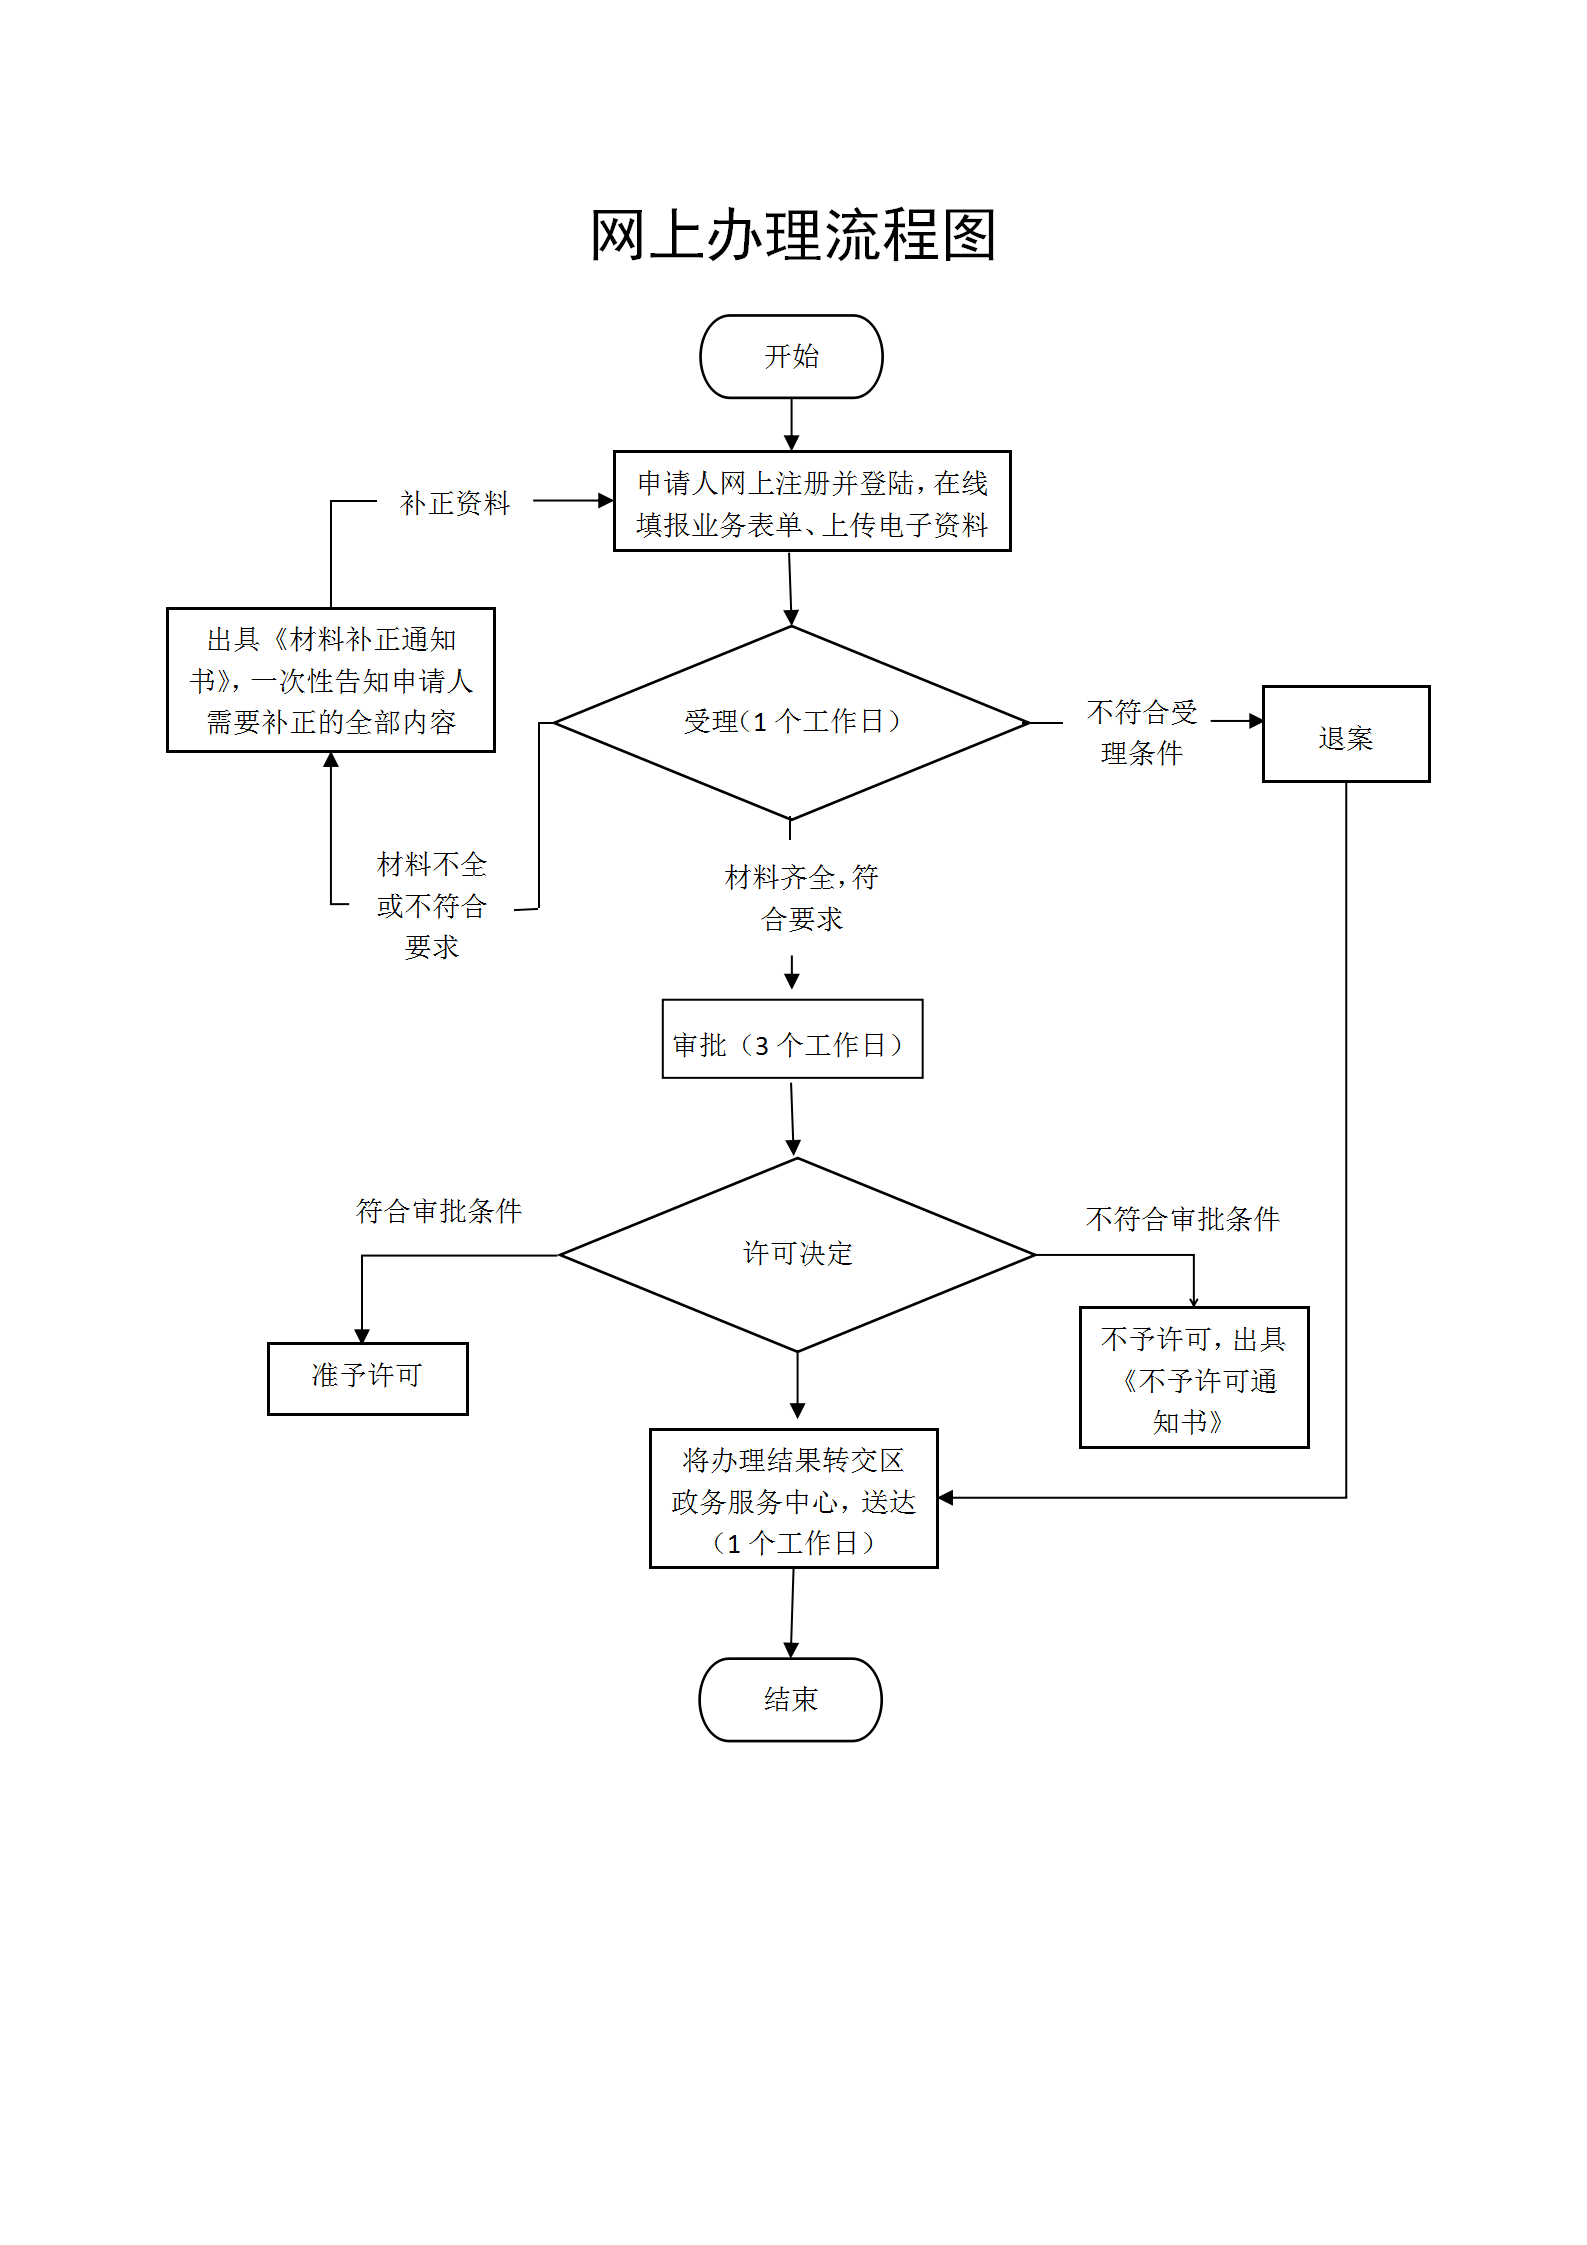 网上办理流程图
开始
申请人网上注册并登陆，在线
填报业务表单、上传电子资料
补正资料
出具《材料补正通知
书》，一次性告知申请人
需要补正的全部内容
受理（1 个工作日）
不符合受
理条件
退案
材料不全
或不符合
要求
材料齐全，符
合要求
审批（3 个工作日）
符合审批条件
许可决定
不符合审批条件
准予许可
不予许可，出具
《不予许可通
知书》
将办理结果转交区
政务服务中心，送达
（1 个工作日）
结束